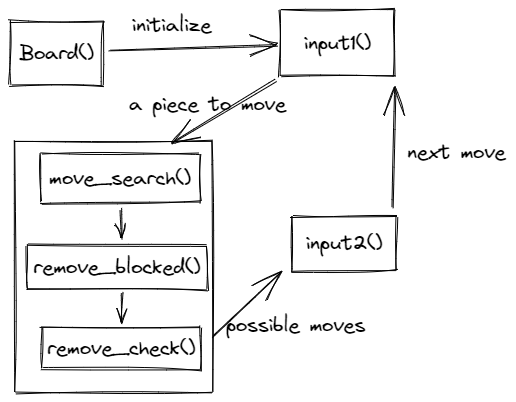 Board()
initialize
input1()
a piece to move
move_search()
next move
remove_blocked()
input2()
possible moves
remove_check()